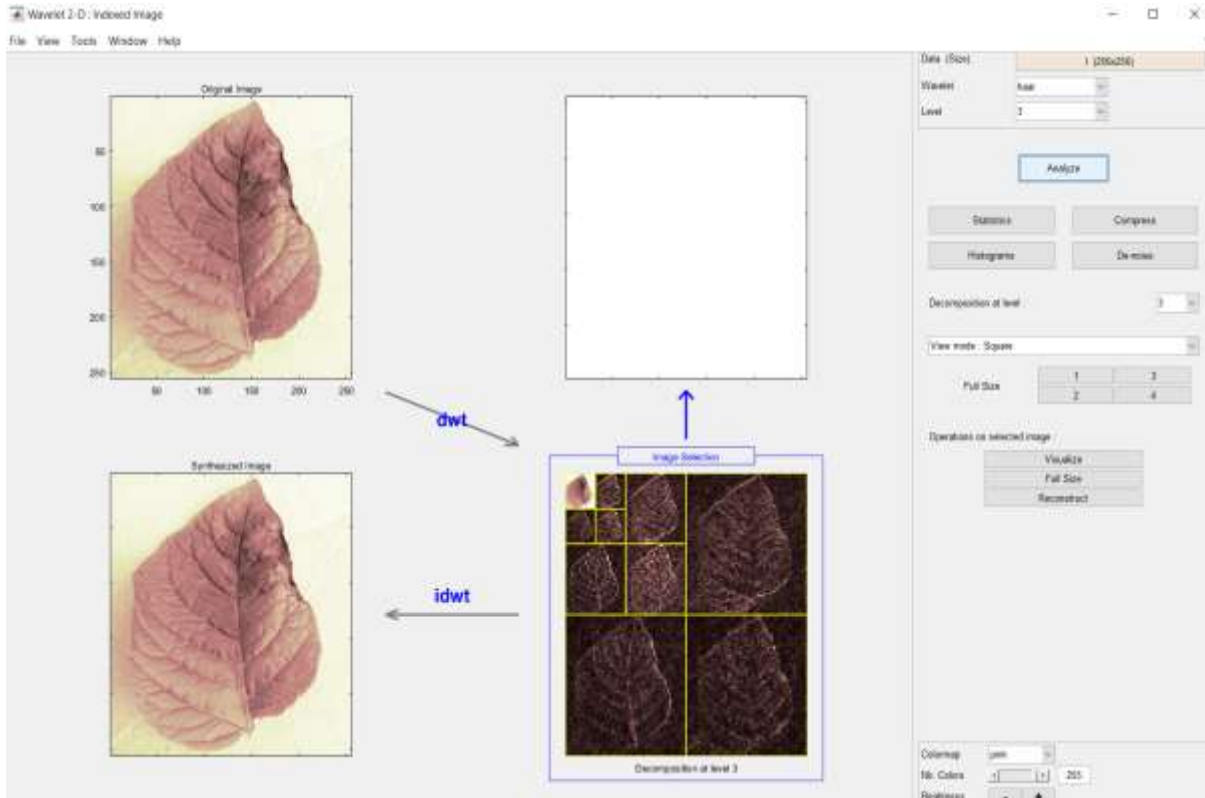 Wavelet 2-D : Indexed Image
File View Tools Window Help
Original Image
50
100
150
200
250
50 100 150 200 250
dwt
Synthesized Image
idwt
Image Selection
Decomposition at level 3
Data (Size)
Wavelet haar
Level 3
Analyze
Statistics Compress
Histograms De-noise
Decomposition at level : 3
View mode : Square
Full Size 1 3
2 4
Operations on selected image :
Visualize
Full Size
Reconstruct
Colormap pink
Nb. Colors 255
Brightness - +